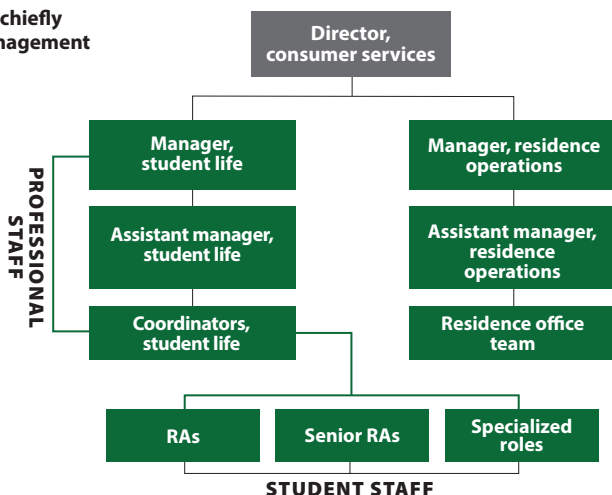 chiefly
Director,
consumer services
Manager,
student life
Manager, residence
operations
PROFESSIONAL
STAFF
Assistant manager,
student life
Assistant manager,
residence
operations
Coordinators,
student life
Residence office
team
RAs
Senior RAs
Specialized
roles
STUDENT STAFF